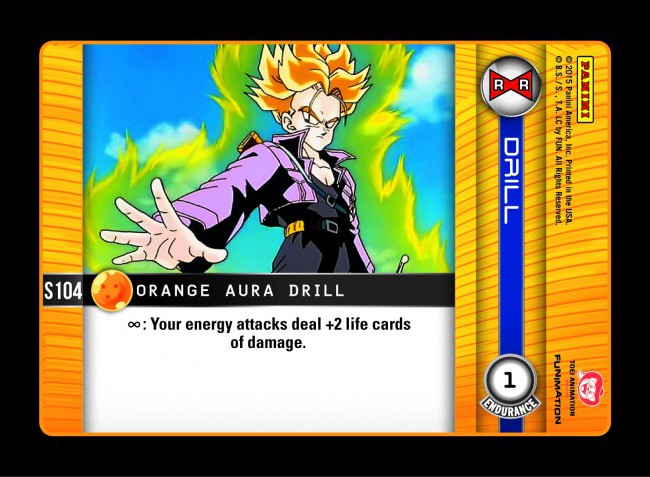 S104
ORANGE AURA DRILL
∞: Your energy attacks deal +2 life cards
of damage.
R R
DRILL
1
ENDURANCE
PANINI
©2015 Panini America, Inc. Printed in the USA.
© B.S./ S., T.A. LC by FUN. All Rights Reserved.
TOEI ANIMATION
FUNIMATION